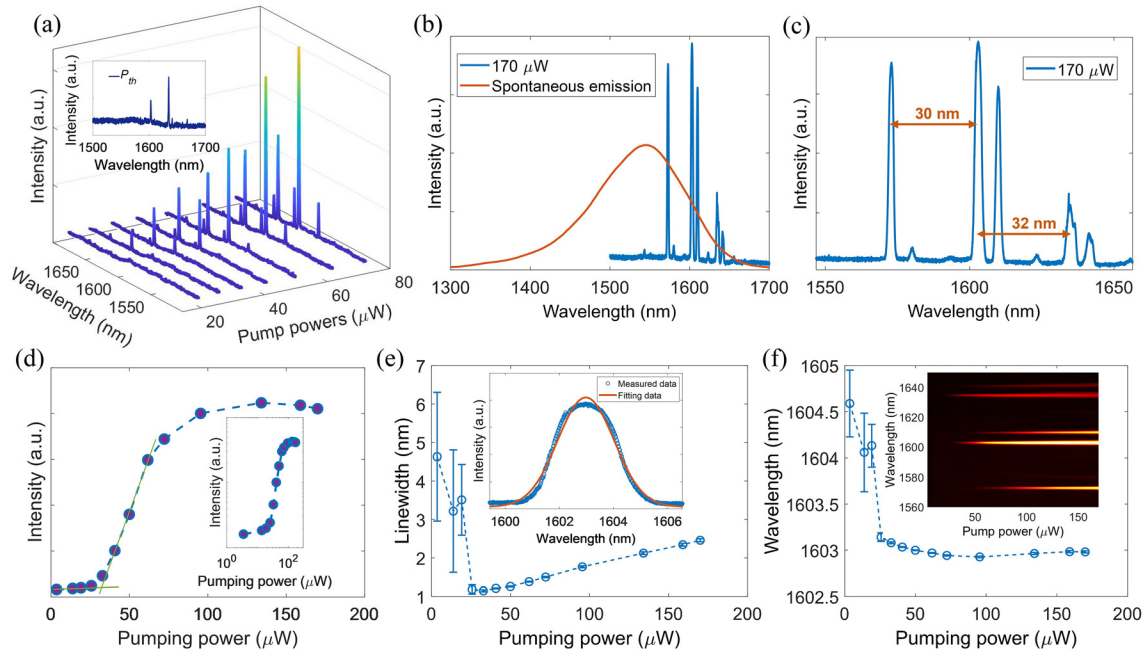 (a)
Intensity (a.u.)
Intensity (a.u.)
P_th
1500
1600
1700
Wavelength (nm)
1650
1600
1550
Wavelength (nm)
20
40
60
80
Pump powers (μW)
(b)
Intensity (a.u.)
170 μW
Spontaneous emission
1300
1400
1500
1600
1700
Wavelength (nm)
(c)
Intensity (a.u.)
170 μW
30 nm
32 nm
1550
1600
1650
Wavelength (nm)
(d)
Intensity (a.u.)
Intensity (a.u.)
10^0
10^2
Pumping power (μW)
0
50
100
150
200
Pumping power (μW)
(e)
Linewidth (nm)
7
6
5
4
3
2
1
Measured data
Fitting data
Intensity (a.u.)
1600
1602
1604
1606
Wavelength (nm)
0
50
100
150
200
Pumping power (μW)
(f)
Wavelength (nm)
1605
1604.5
1604
1603.5
1603
1602.5
Wavelength (nm)
1640
1620
1600
1580
1560
50
100
150
Pump power (μW)
0
50
100
150
200
Pumping power (μW)